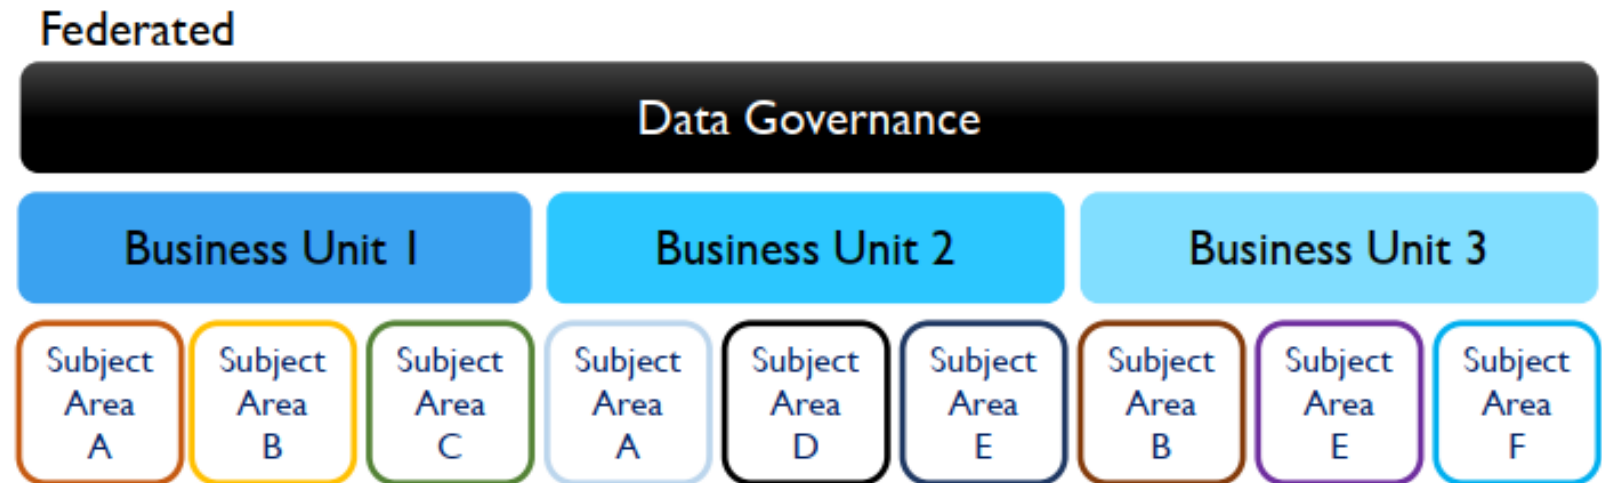 Federated
Data Governance
Business Unit 1
Business Unit 2
Business Unit 3
Subject
Area
A
Subject
Area
B
Subject
Area
C
Subject
Area
A
Subject
Area
D
Subject
Area
E
Subject
Area
B
Subject
Area
E
Subject
Area
F